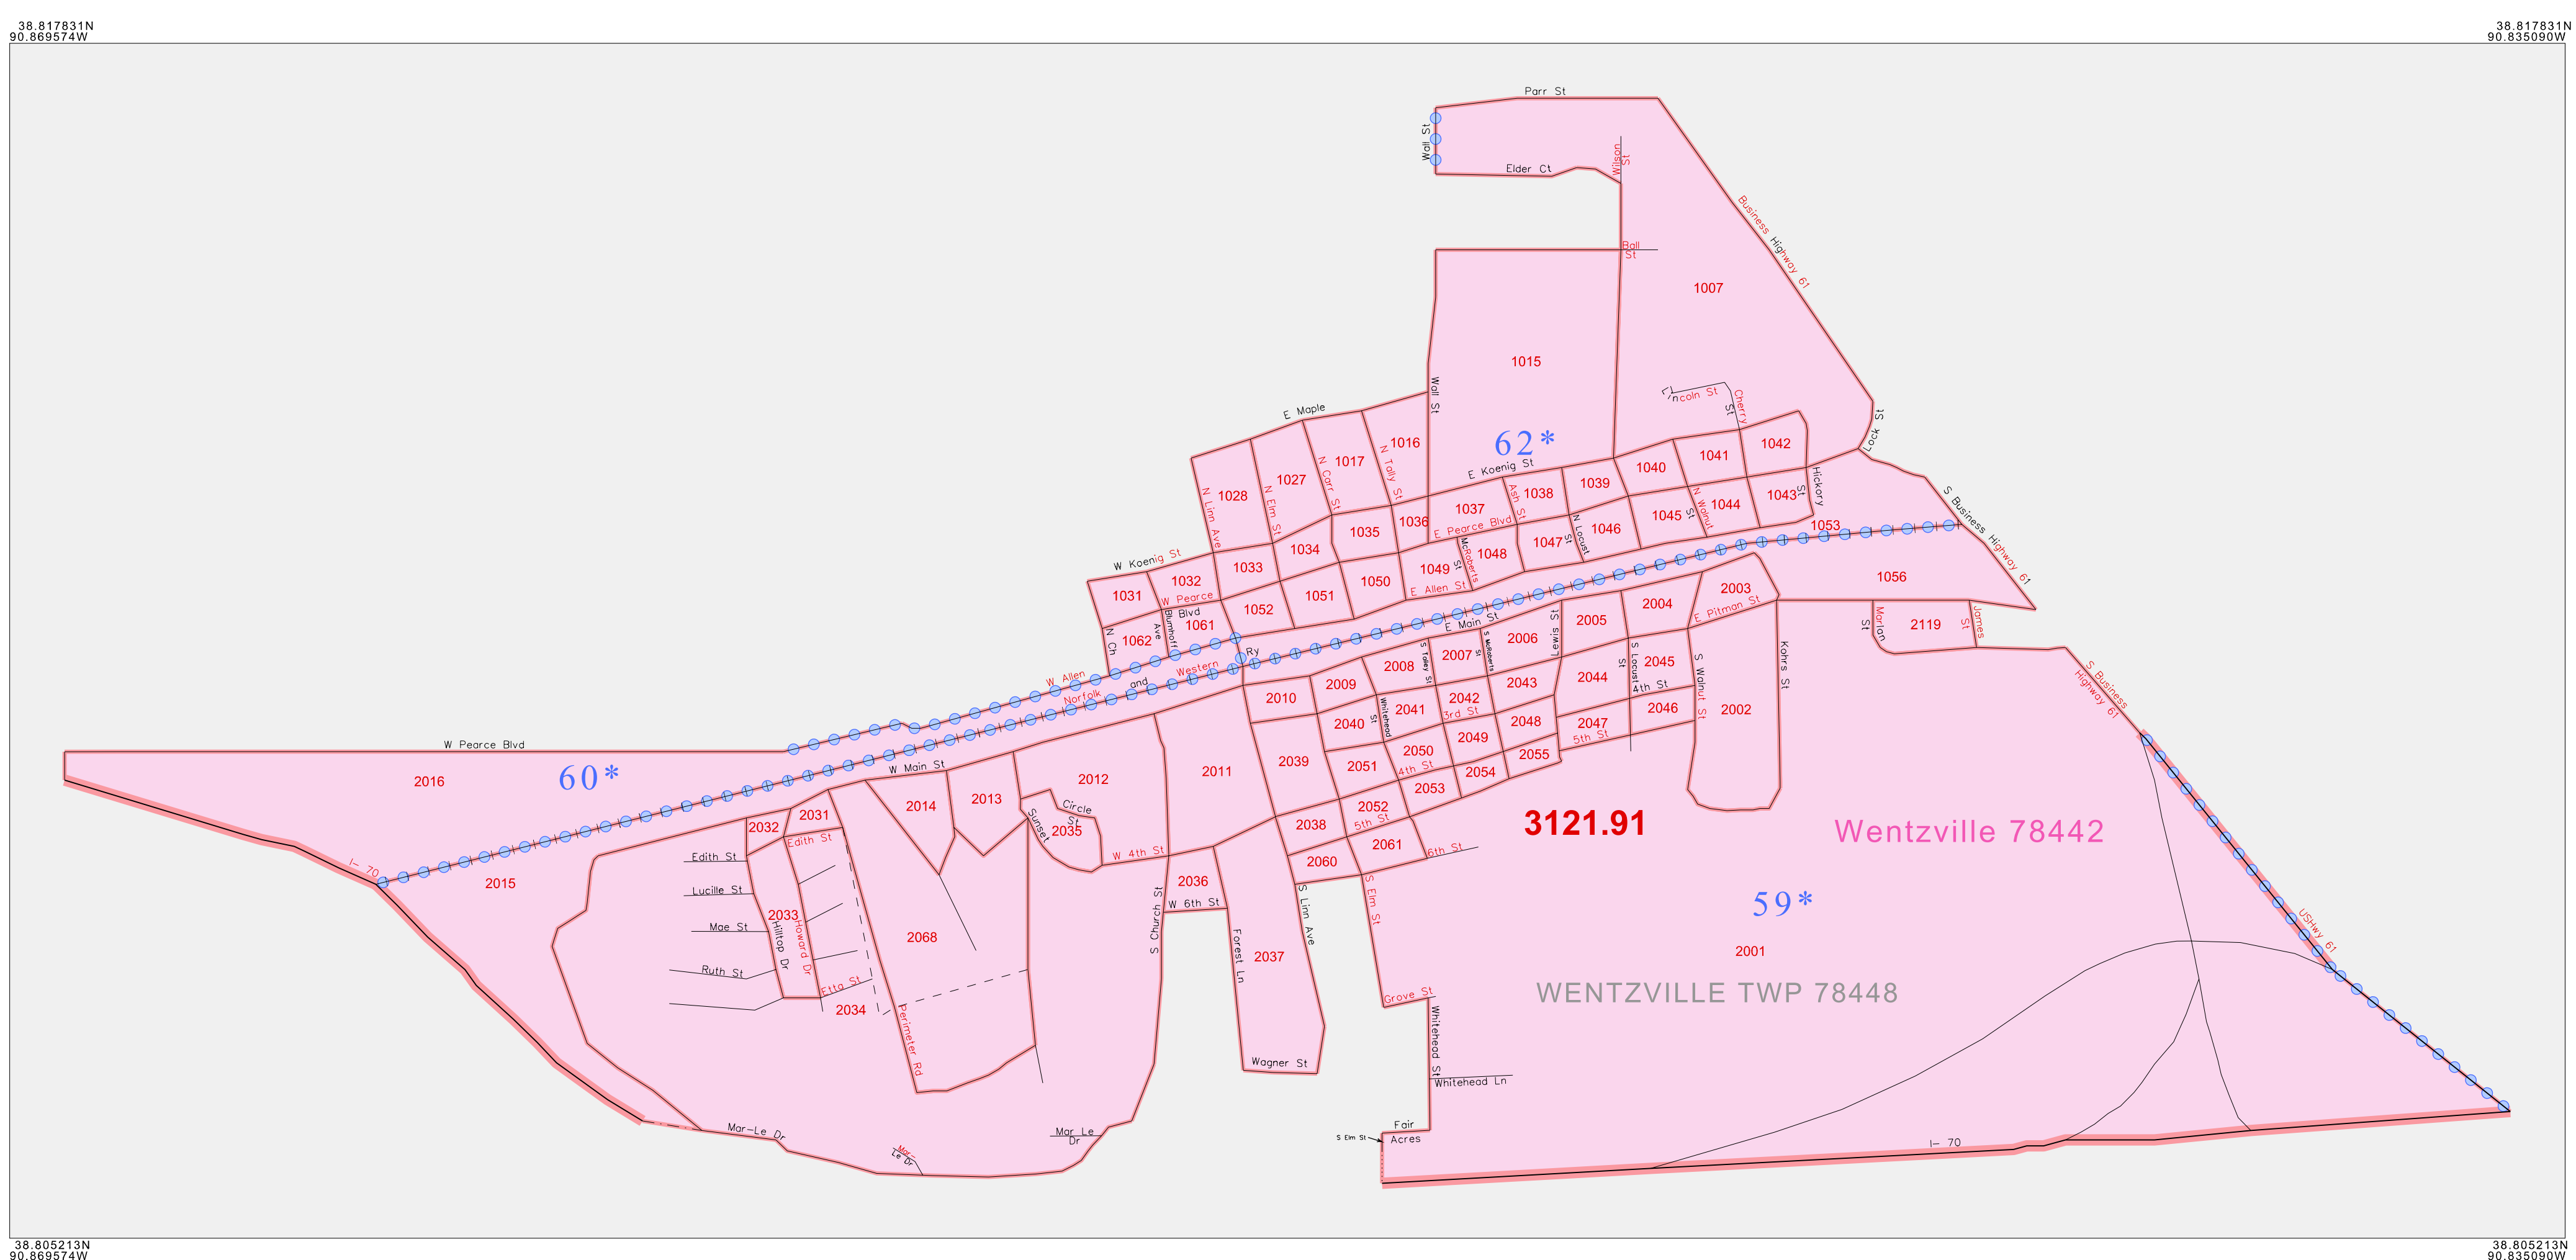 38.817831N
90.869574W
38.817831N
90.835090W
Parr St
Wall St
Elder Ct
Wilson St
Ball St
Business Highway 61
1007
1015
Wall St
E Maple
1016
1017
1027
1028
N Linn Ave
N Elm St
N Carr St
N Tally St
62*
E Koenig St
Cherry St
Lock St
1042
1041
1040
1039
1038
1037
1036
1035
1034
1033
1032
1031
Ash St
E Pearce Blvd
N Walnut St
Hickory St
1043
1044
1045
1046
1047
1048
1049
1050
1051
1052
1053
N Locust St
McRoberts St
E Allen St
W Koenig St
W Pearce Blvd
Blumhoff Ave
1061
1062
N Ch
S Business Highway 61
1056
W Allen
Norfolk and Western Ry
E Main St
Lewis St
2003
2004
2005
2006
2007
2008
2009
2010
E Pitman St
Marlan St
2119
James St
S Business Highway 61
S Talley St
S McRoberts St
S Locust St
S Walnut St
Kohrs St
2045
2044
2043
2042
2041
2040
2039
Whitehead St
3rd St
4th St
2046
2047
2048
2049
2050
2051
2002
5th St
2055
2054
2053
2052
4th St
5th St
2038
2060
2061
6th St
W Pearce Blvd
2016
60*
I- 70
2015
W Main St
2011
2012
2013
2014
2031
2032
Circle St
2035
Sunset
W 4th St
Edith St
Edith St
Lucille St
Mae St
Ruth St
2033
Hilltop Dr
Howard Dr
Etta St
2034
2068
Perimeter Rd
2036
W 6th St
S Church St
Forest Ln
2037
S Linn Ave
S Elm St
Wagner St
Grove St
Whitehead St
Whitehead Ln
Fair Acres
S Elm St
Mar-Le Dr
Mar-Le Dr
Mar Le Dr
3121.91
Wentzville 78442
59*
2001
WENTZVILLE TWP 78448
USHwy 61
I- 70
38.805213N
90.869574W
38.805213N
90.835090W